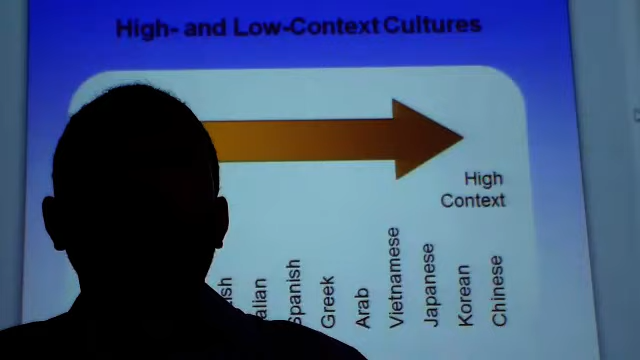 High- and Low-Context Cultures
High
Context
Spanish
Greek
Arab
Vietnamese
Japanese
Korean
Chinese